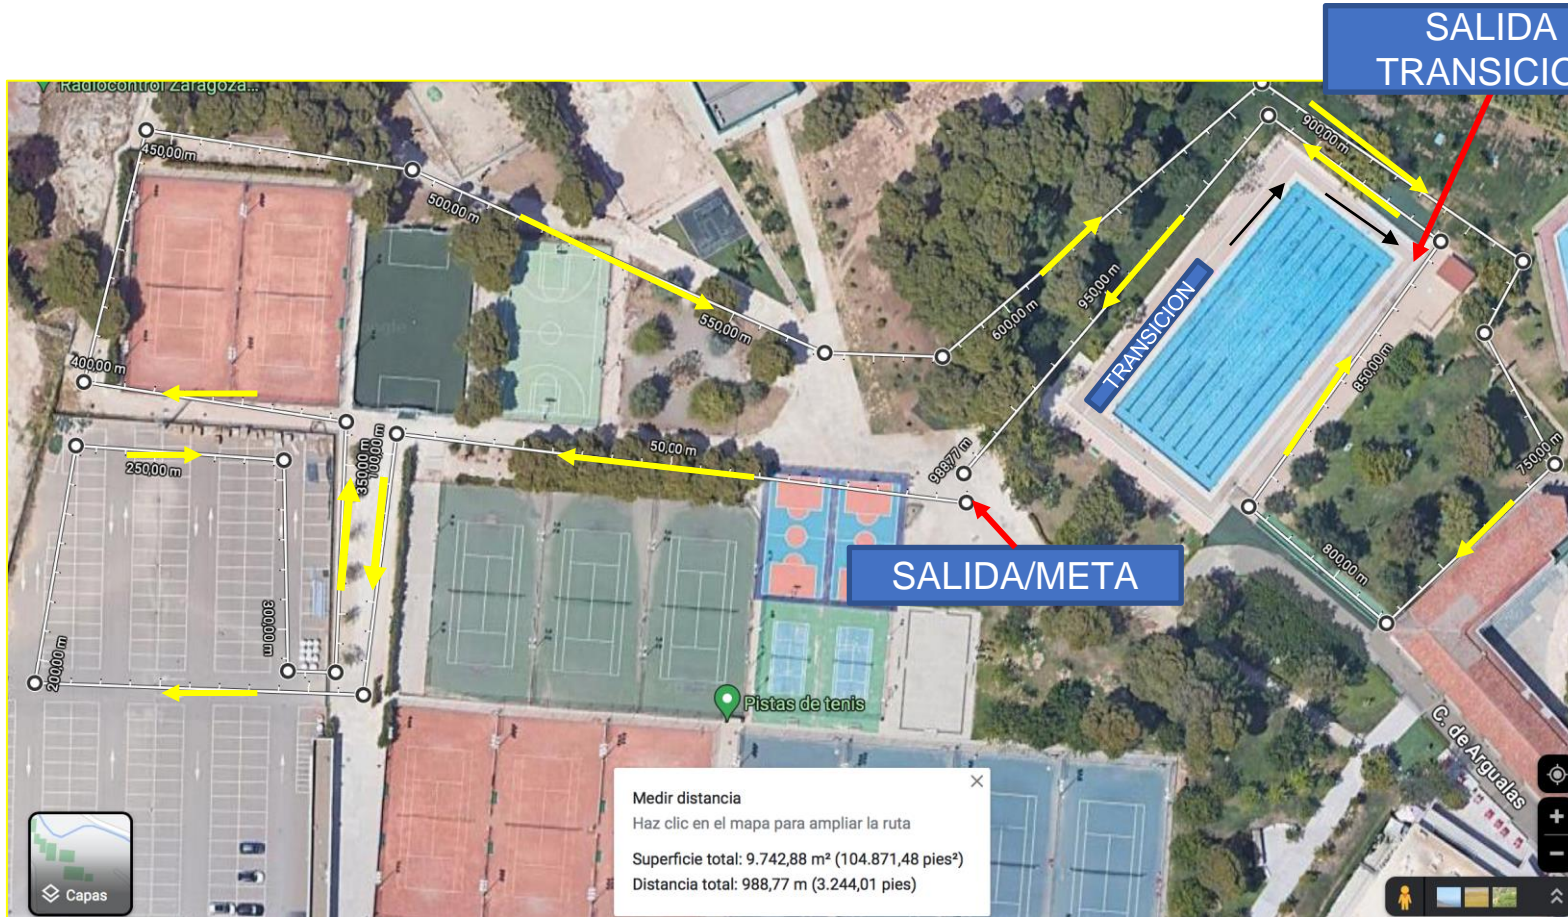 SALIDA
TRANSICIO
Radiocontrol Zaragoza...
450,00 m
900,00 m
500,00 m
550,00 m
600,00 m
950,00 m
TRANSICION
850,00 m
400,00 m
350,00 m
100,00 m
50,00 m
988,77 m
750,00 m
250,00 m
SALIDA/META
800,00 m
300,00 m
200,00 m
Pistas de tenis
C. de Argualas
Medir distancia
Haz clic en el mapa para ampliar la ruta
Superficie total: 9.742,88 m² (104.871,48 pies²)
Distancia total: 988,77 m (3.244,01 pies)
Capas